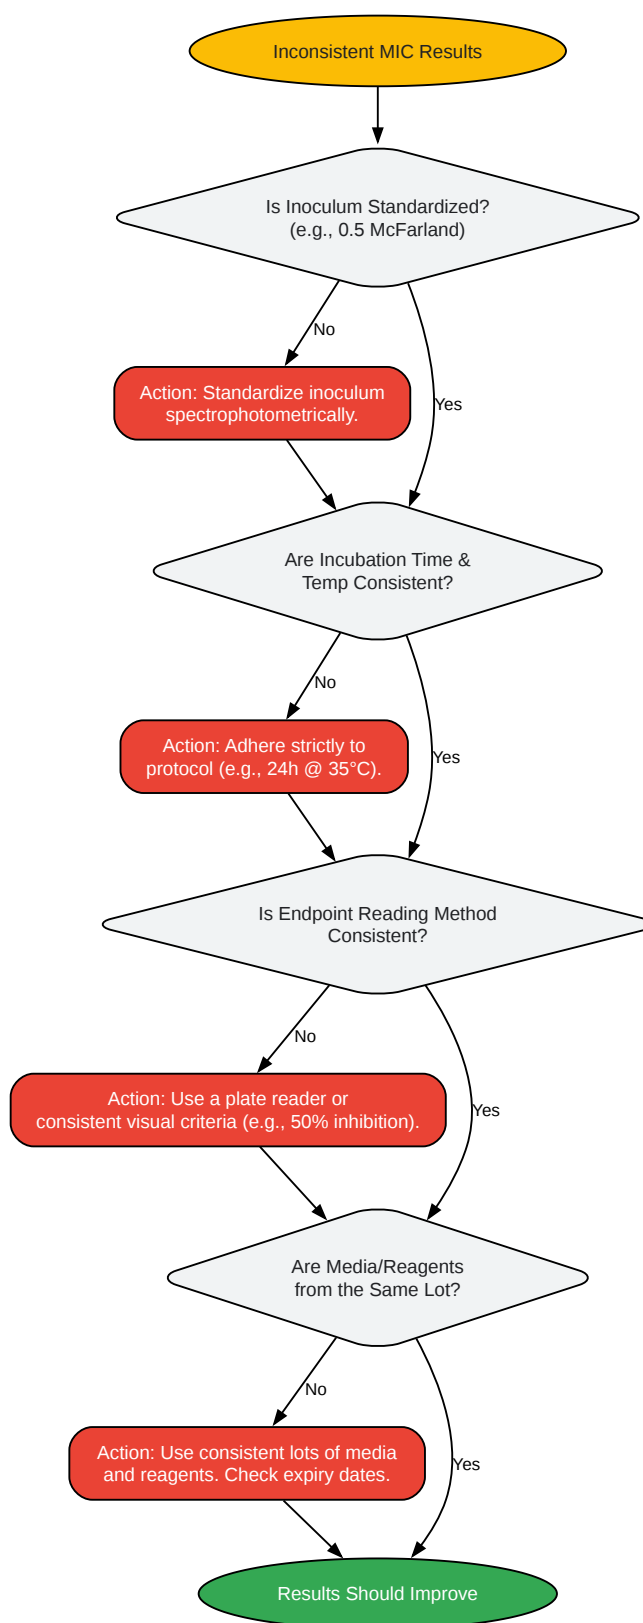 Inconsistent MIC Results
Is Inoculum Standardized?
(e.g., 0.5 McFarland)
No
Yes
Action: Standardize inoculum
spectrophotometrically.
Are Incubation Time &
Temp Consistent?
No
Yes
Action: Adhere strictly to
protocol (e.g., 24h @ 35°C).
Is Endpoint Reading Method
Consistent?
No
Yes
Action: Use a plate reader or
consistent visual criteria (e.g., 50% inhibition).
Are Media/Reagents
from the Same Lot?
No
Yes
Action: Use consistent lots of media
and reagents. Check expiry dates.
Results Should Improve